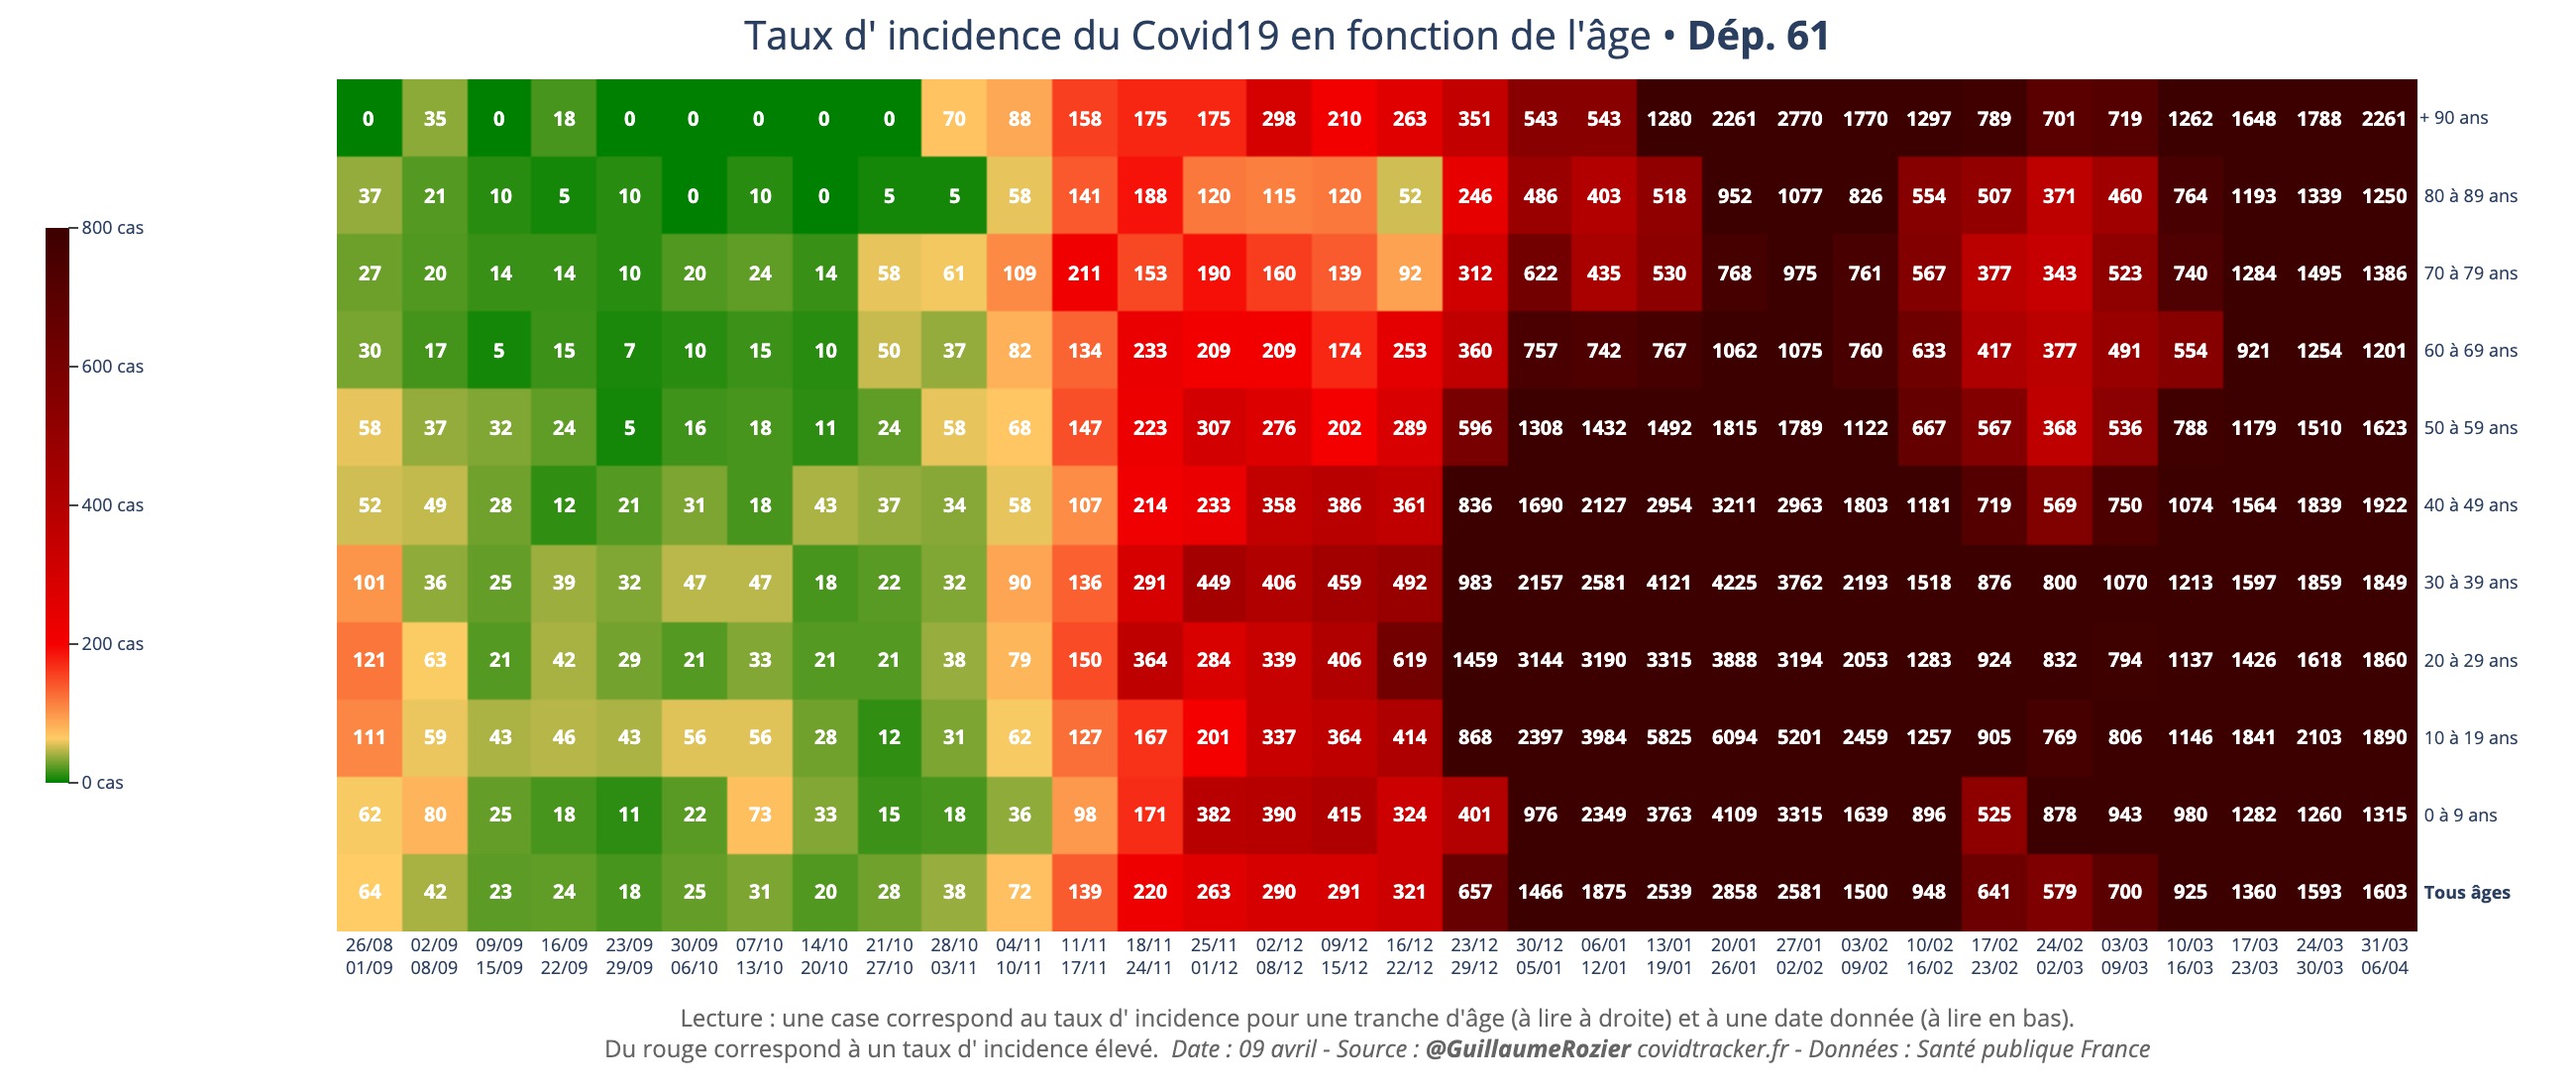 Taux d' incidence du Covid19 en fonction de l'âge • Dép. 61
0 35 0 18 0 0 0 0 0 70 88 158 175 175 298 210 263 351 543 543 1280 2261 2770 1770 1297 789 701 719 1262 1648 1788 2261 + 90 ans
37 21 10 5 10 0 10 0 5 5 58 141 188 120 115 120 52 246 486 403 518 952 1077 826 554 507 371 460 764 1193 1339 1250 80 à 89 ans
800 cas
27 20 14 14 10 20 24 14 58 61 109 211 153 190 160 139 92 312 622 435 530 768 975 761 567 377 343 523 740 1284 1495 1386 70 à 79 ans
30 17 5 15 7 10 15 10 50 37 82 134 233 209 209 174 253 360 757 742 767 1062 1075 760 633 417 377 491 554 921 1254 1201 60 à 69 ans
600 cas
58 37 32 24 5 16 18 11 24 58 68 147 223 307 276 202 289 596 1308 1432 1492 1815 1789 1122 667 567 368 536 788 1179 1510 1623 50 à 59 ans
52 49 28 12 21 31 18 43 37 34 58 107 214 233 358 386 361 836 1690 2127 2954 3211 2963 1803 1181 719 569 750 1074 1564 1839 1922 40 à 49 ans
400 cas
101 36 25 39 32 47 47 18 22 32 90 136 291 449 406 459 492 983 2157 2581 4121 4225 3762 2193 1518 876 800 1070 1213 1597 1859 1849 30 à 39 ans
200 cas
121 63 21 42 29 21 33 21 21 38 79 150 364 284 339 406 619 1459 3144 3190 3315 3888 3194 2053 1283 924 832 794 1137 1426 1618 1860 20 à 29 ans
111 59 43 46 43 56 56 28 12 31 62 127 167 201 337 364 414 868 2397 3984 5825 6094 5201 2459 1257 905 769 806 1146 1841 2103 1890 10 à 19 ans
0 cas
62 80 25 18 11 22 73 33 15 18 36 98 171 382 390 415 324 401 976 2349 3763 4109 3315 1639 896 525 878 943 980 1282 1260 1315 0 à 9 ans
64 42 23 24 18 25 31 20 28 38 72 139 220 263 290 291 321 657 1466 1875 2539 2858 2581 1500 948 641 579 700 925 1360 1593 1603 Tous âges
26/08 02/09 09/09 16/09 23/09 30/09 07/10 14/10 21/10 28/10 04/11 11/11 18/11 25/11 02/12 09/12 16/12 23/12 30/12 06/01 13/01 20/01 27/01 03/02 10/02 17/02 24/02 03/03 10/03 17/03 24/03 31/03
01/09 08/09 15/09 22/09 29/09 06/10 13/10 20/10 27/10 03/11 10/11 17/11 24/11 01/12 08/12 15/12 22/12 29/12 05/01 12/01 19/01 26/01 02/02 09/02 16/02 23/02 02/03 09/03 16/03 23/03 30/03 06/04
Lecture : une case correspond au taux d' incidence pour une tranche d'âge (à lire à droite) et à une date donnée (à lire en bas).
Du rouge correspond à un taux d' incidence élevé. Date : 09 avril - Source : @GuillaumeRozier covidtracker.fr - Données : Santé publique France